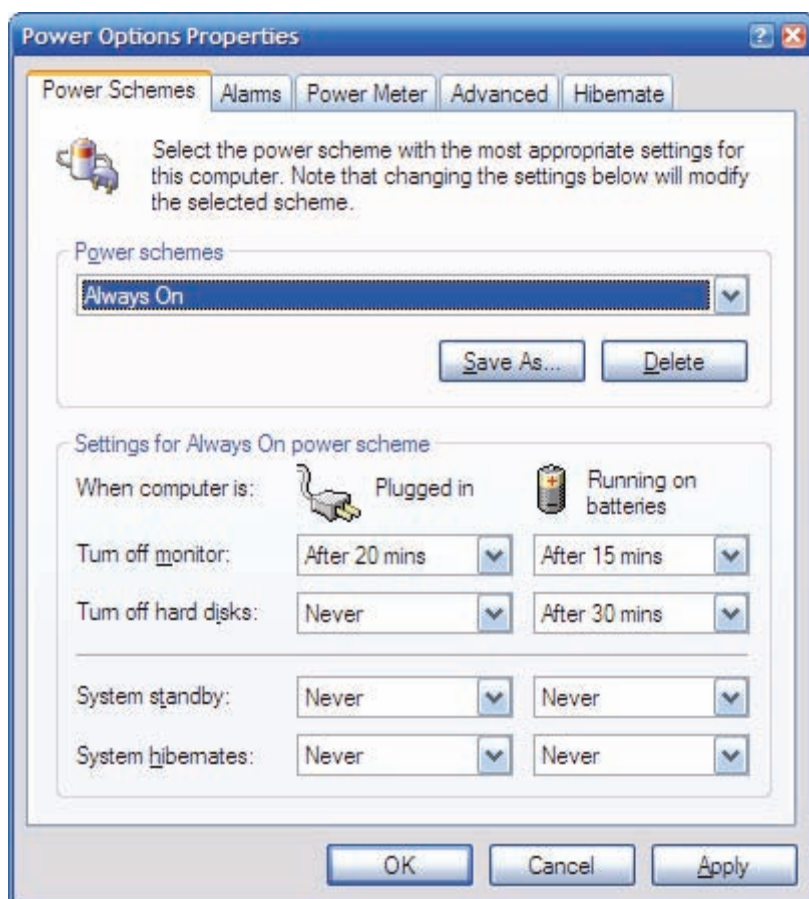 Power Options Properties
Power Schemes Alarms Power Meter Advanced Hibernate
Select the power scheme with the most appropriate settings for
this computer. Note that changing the settings below will modify
the selected scheme.
Power schemes
Always On
Save As... Delete
Settings for Always On power scheme
When computer is: Plugged in Running on
batteries
Turn off monitor: After 20 mins After 15 mins
Turn off hard disks: Never After 30 mins
System standby: Never Never
System hibernates: Never Never
OK Cancel Apply